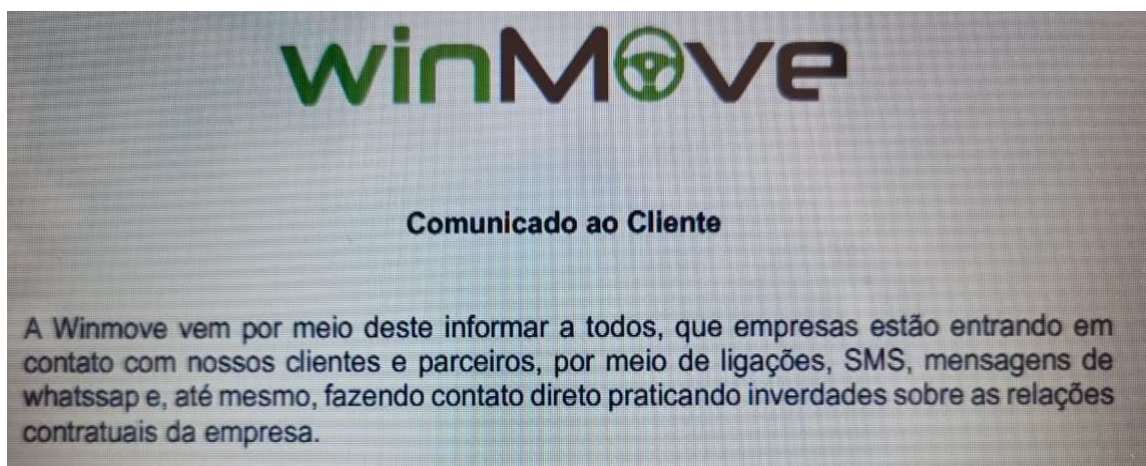 winMove
Comunicado ao Cliente
A Winmove vem por meio deste informar a todos, que empresas estão entrando em
contato com nossos clientes e parceiros, por meio de ligações, SMS, mensagens de
whatssap e, até mesmo, fazendo contato direto praticando inverdades sobre as relações
contratuais da empresa.